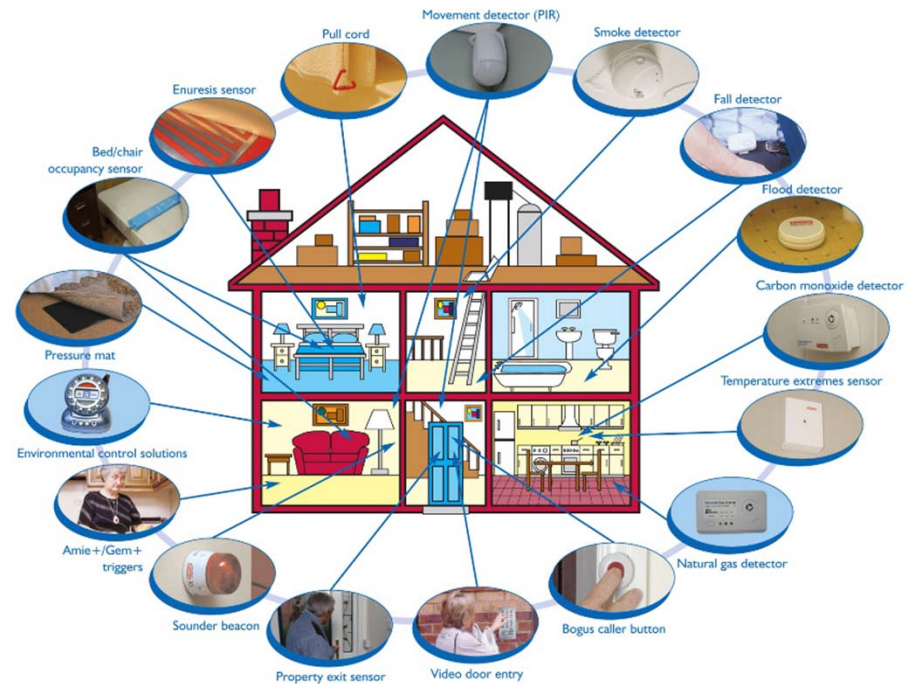 Movement detector (PIR)
Pull cord
Smoke detector
Enuresis sensor
Fall detector
Bed/chair
occupancy sensor
Flood detector
Carbon monoxide detector
Pressure mat
Temperature extremes sensor
Environmental control solutions
Amie+/Gem+
triggers
Natural gas detector
Sounder beacon
Bogus caller button
Property exit sensor
Video door entry